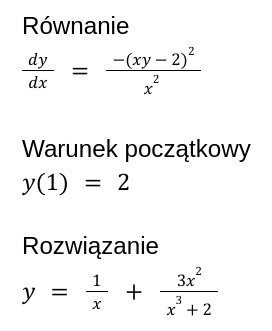 Równanie
dy/dx = -(xy - 2)²/x²
Warunek początkowy
y(1) = 2
Rozwiązanie
y = 1/x + 3x²/(x³ + 2)